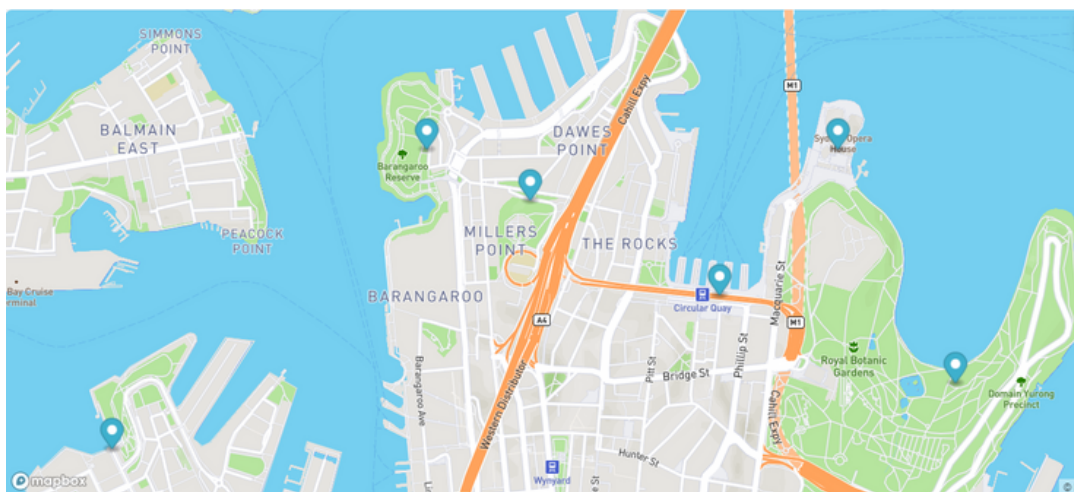 SIMMONS
POINT
BALMAIN
EAST
PEACOCK
POINT
Bay Cruise
erminal
Barangaroo
Reserve
DAWES
POINT
MILLERS
POINT
THE ROCKS
BARANGAROO
Cahill Expy
M1
Opera
House
Circular Quay
Macquarie St
M1
A4
Barangaroo Ave
Western Distributor
Pitt St
Bridge St
Phillip St
Royal Botanic
Gardens
Domain Yurong
Precinct
Cahill Expy
Hunter St
Wynyard
e St
mapbox
©